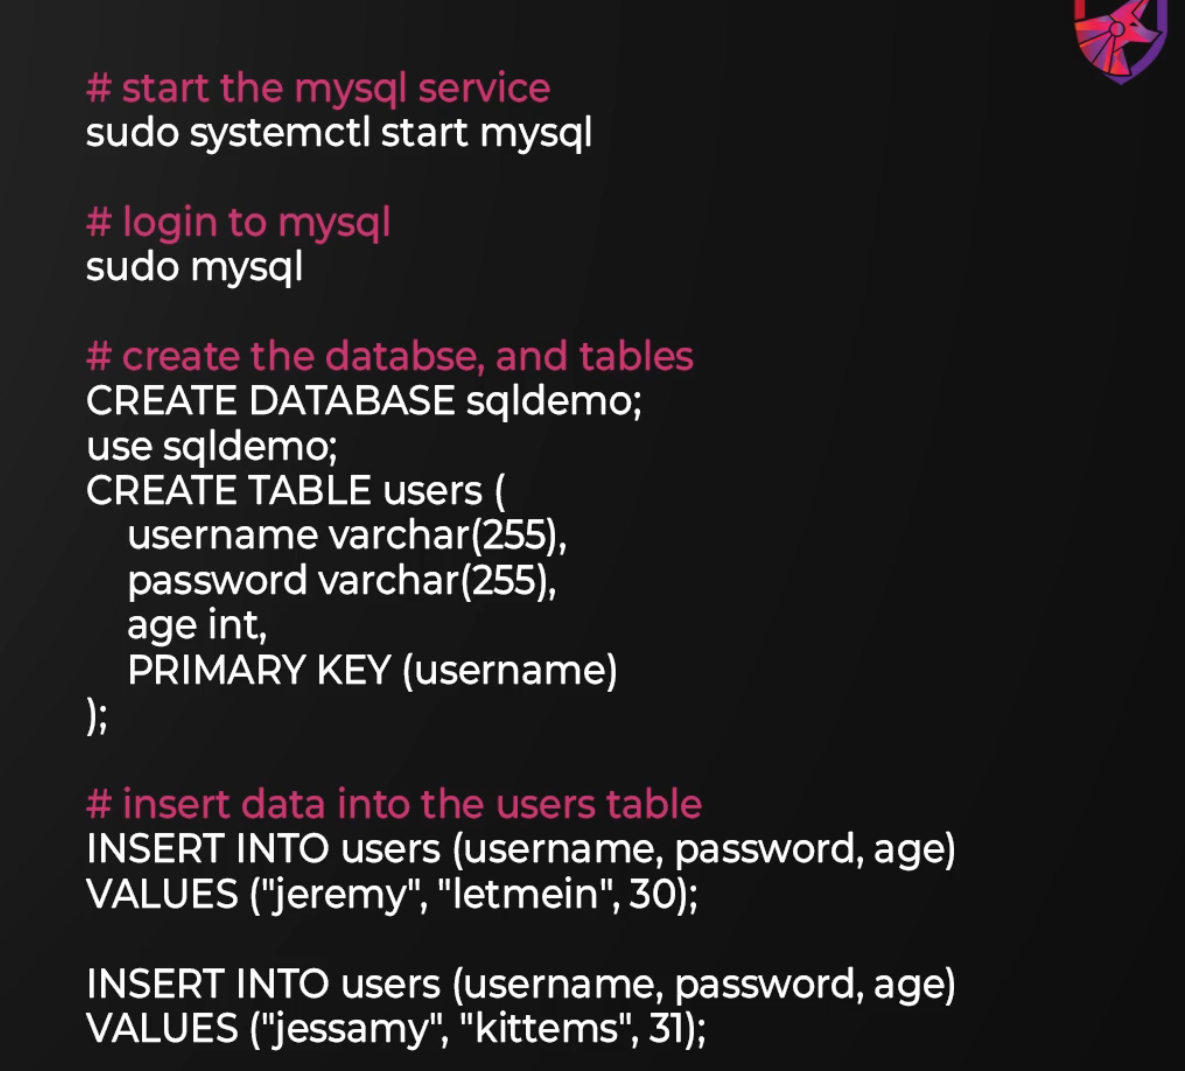 # start the mysql service
sudo systemctl start mysql
# login to mysql
sudo mysql
# create the databse, and tables
CREATE DATABASE sqldemo;
use sqldemo;
CREATE TABLE users (
username varchar(255),
password varchar(255),
age int,
PRIMARY KEY (username)
);
# insert data into the users table
INSERT INTO users (username, password, age)
VALUES ("jeremy", "letmein", 30);
INSERT INTO users (username, password, age)
VALUES ("jessamy", "kittems", 31);